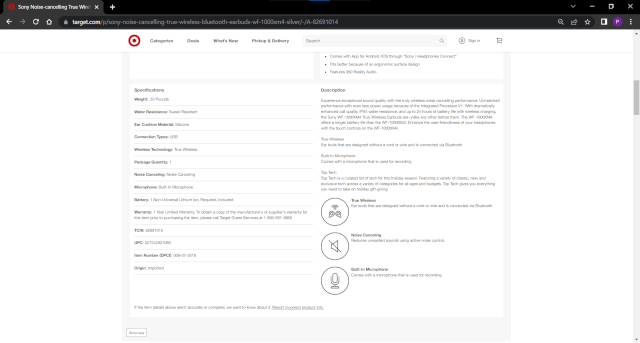 Sony Noise-cancelling True Wirel
target.com/p/sony-noise-cancelling-true-wireless-bluetooth-earbuds-wf-1000xm4-silver/-/A-82691014
Categories Deals What's New Pickup & Delivery Search Sign in
Comes with App for Android /iOS through "Sony | Headphones Connect"
Fits better because of an ergonomic surface design
Features 360 Reality Audio
Specifications
Weight: .33 Pounds
Water Resistance: Sweat-Resistant
Ear Cushion Material: Silicone
Connection Types: USB
Wireless Technology: True Wireless
Package Quantity: 1
Noise Canceling: Noise Canceling
Microphone: Built-In Microphone
Battery: 1 Non-Universal Lithium Ion, Required, Included
Warranty: 1 Year Limited Warranty. To obtain a copy of the manufacturer's or supplier's warranty for
this item prior to purchasing the item, please call Target Guest Services at 1-800-591-3869
TCIN: 82691014
UPC:
Item Number (DPCI):
Origin: Imported
Description
Experience exceptional sound quality with the truly wireless noise cancelling performance. Unmatched
performance with even less power usage because of the Integrated Processor V1. With dramatically
enhanced call quality, IPX4 water resistance, and up to 24 hours of battery life with wireless charging,
the Sony WF-1000XM4 Truly Wireless Earbuds are unlike any other before them. The WF-1000XM4
offers a longer battery life than the WF-1000XM3. Enhance the user-friendliness of your headphones
with the touch controls on the WF-1000XM4.
True Wireless
Ear buds that are designed without a cord or wire and is connected via Bluetooth
Built-In Microphone
Comes with a microphone that is used for recording
Top Tech
Top Tech is a curated list of tech for this holiday season. Featuring a variety of classic, new and
exclusive tech across a variety of categories for all ages and budgets. Top Tech gives you everything
you need to take on holiday gift-giving.
True Wireless
Ear buds that are designed without a cord or wire and is connected via Bluetooth
Noise Canceling
Reduces unwanted sounds using active noise control
Built-In Microphone
Comes with a microphone that is used for recording
If the item details above aren't accurate or complete, we want to know about it. Report incorrect product info.
Show less